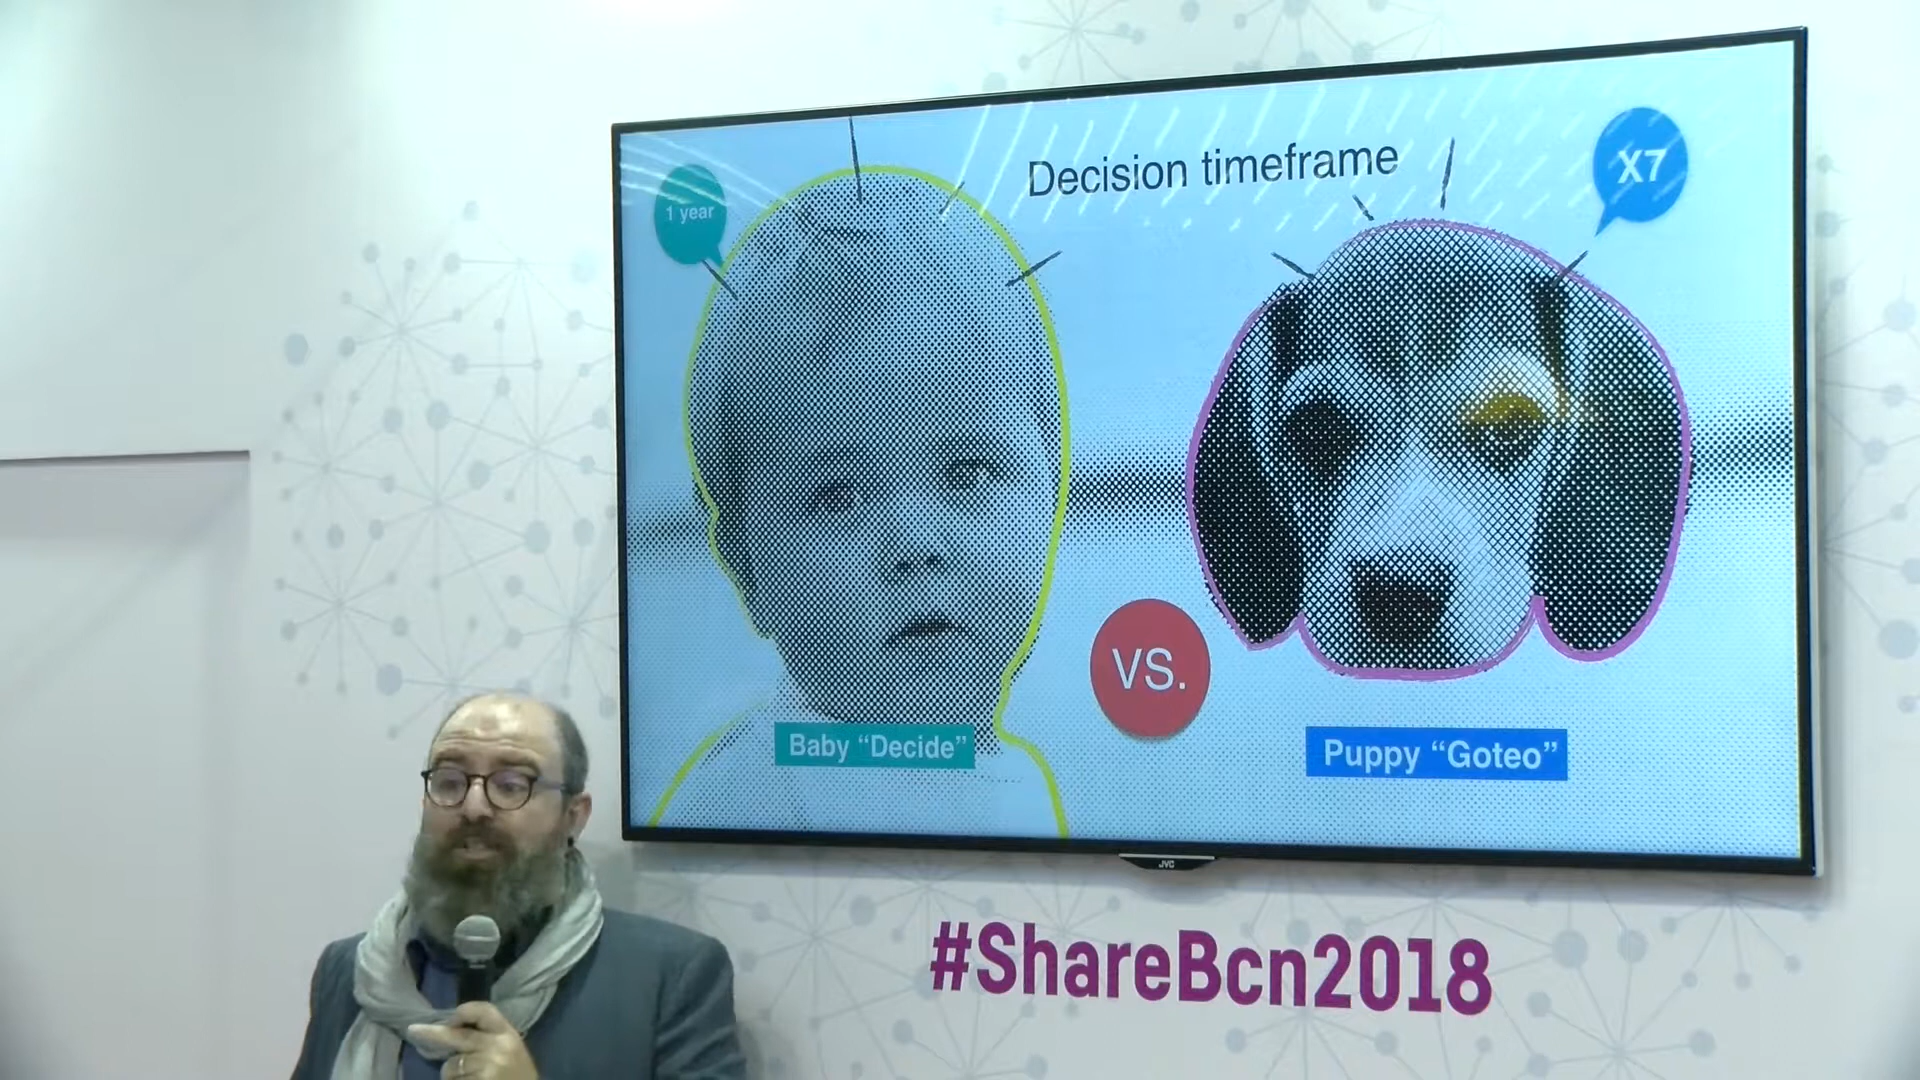 Decision timeframe
1 year
X7
VS.
Baby “Decide”
Puppy “Goteo”
JVC
#ShareBcn2018